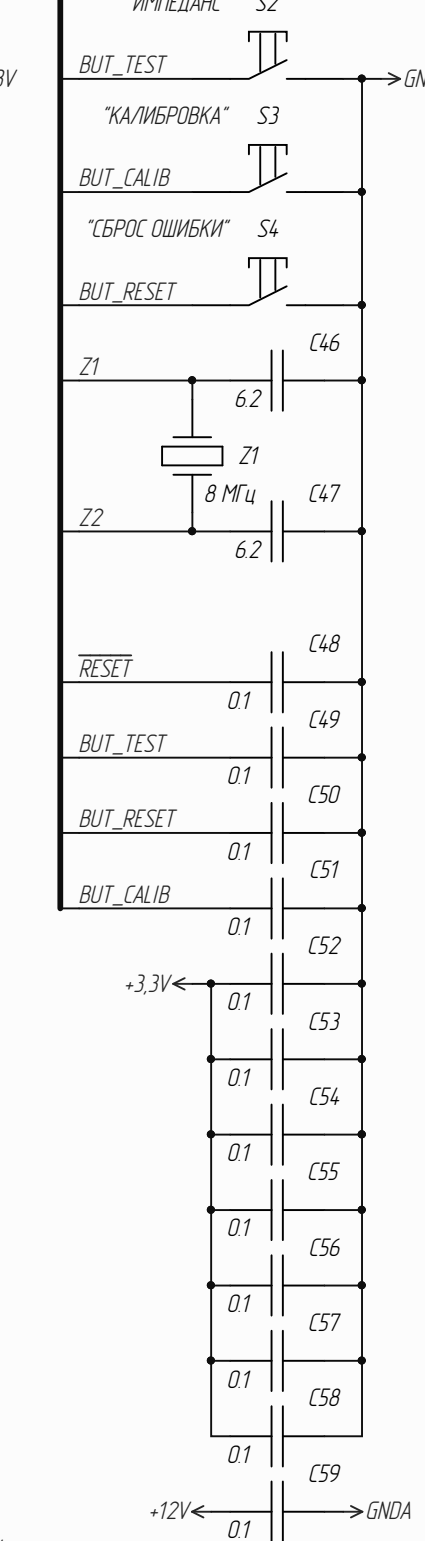 ИМПЕДАНС" S2
BUT_TEST
"КАЛИБРОВКА" S3
BUT_CALIB
"СБРОС ОШИБКИ" S4
BUT_RESET
C46
Z1
6.2
Z1
8 МГц
C47
Z2
6.2
C48
RESET
0.1
C49
BUT_TEST
0.1
C50
BUT_RESET
0.1
C51
BUT_CALIB
0.1
C52
+3,3V
0.1
C53
0.1
C54
0.1
C55
0.1
C56
0.1
C57
0.1
C58
0.1
C59
+12V GNDA
0.1